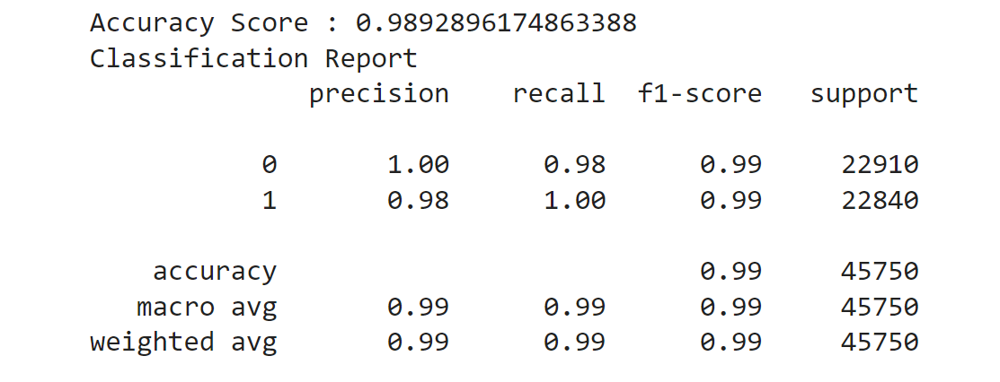 Accuracy Score : 0.9892896174863388
Classification Report
precision recall f1-score support
0 1.00 0.98 0.99 22910
1 0.98 1.00 0.99 22840
accuracy 0.99 45750
macro avg 0.99 0.99 0.99 45750
weighted avg 0.99 0.99 0.99 45750